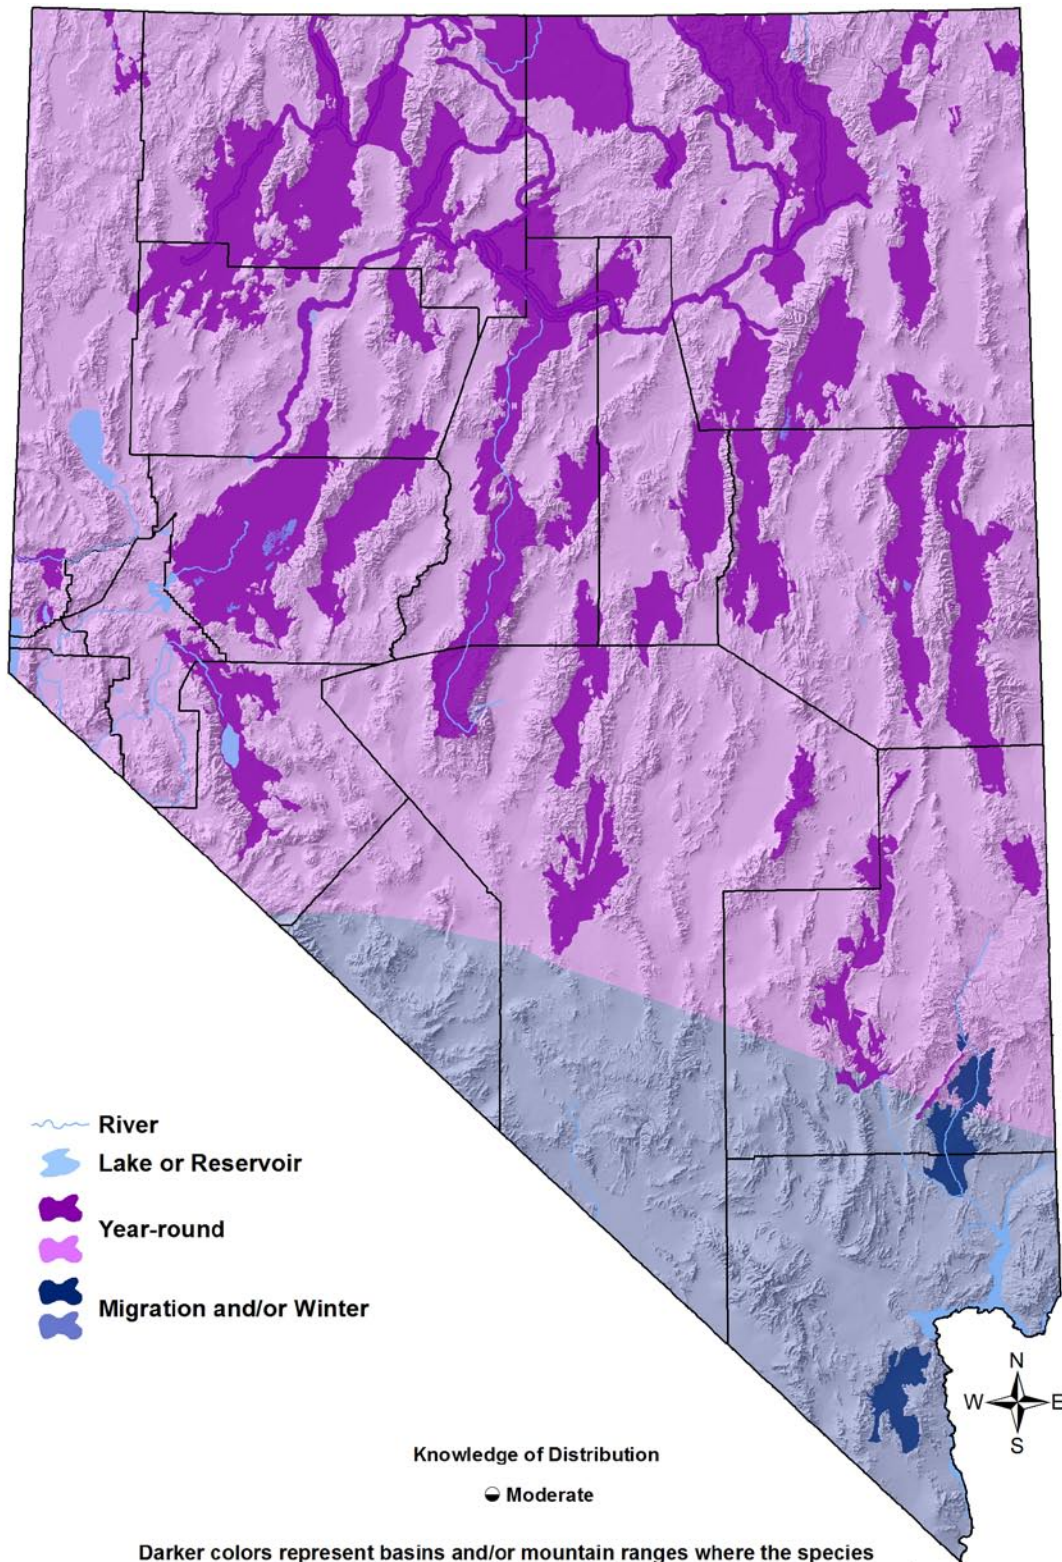 River
Lake or Reservoir
Year-round
Migration and/or Winter
N
W E
S
Knowledge of Distribution
Moderate
Darker colors represent basins and/or mountain ranges where the species